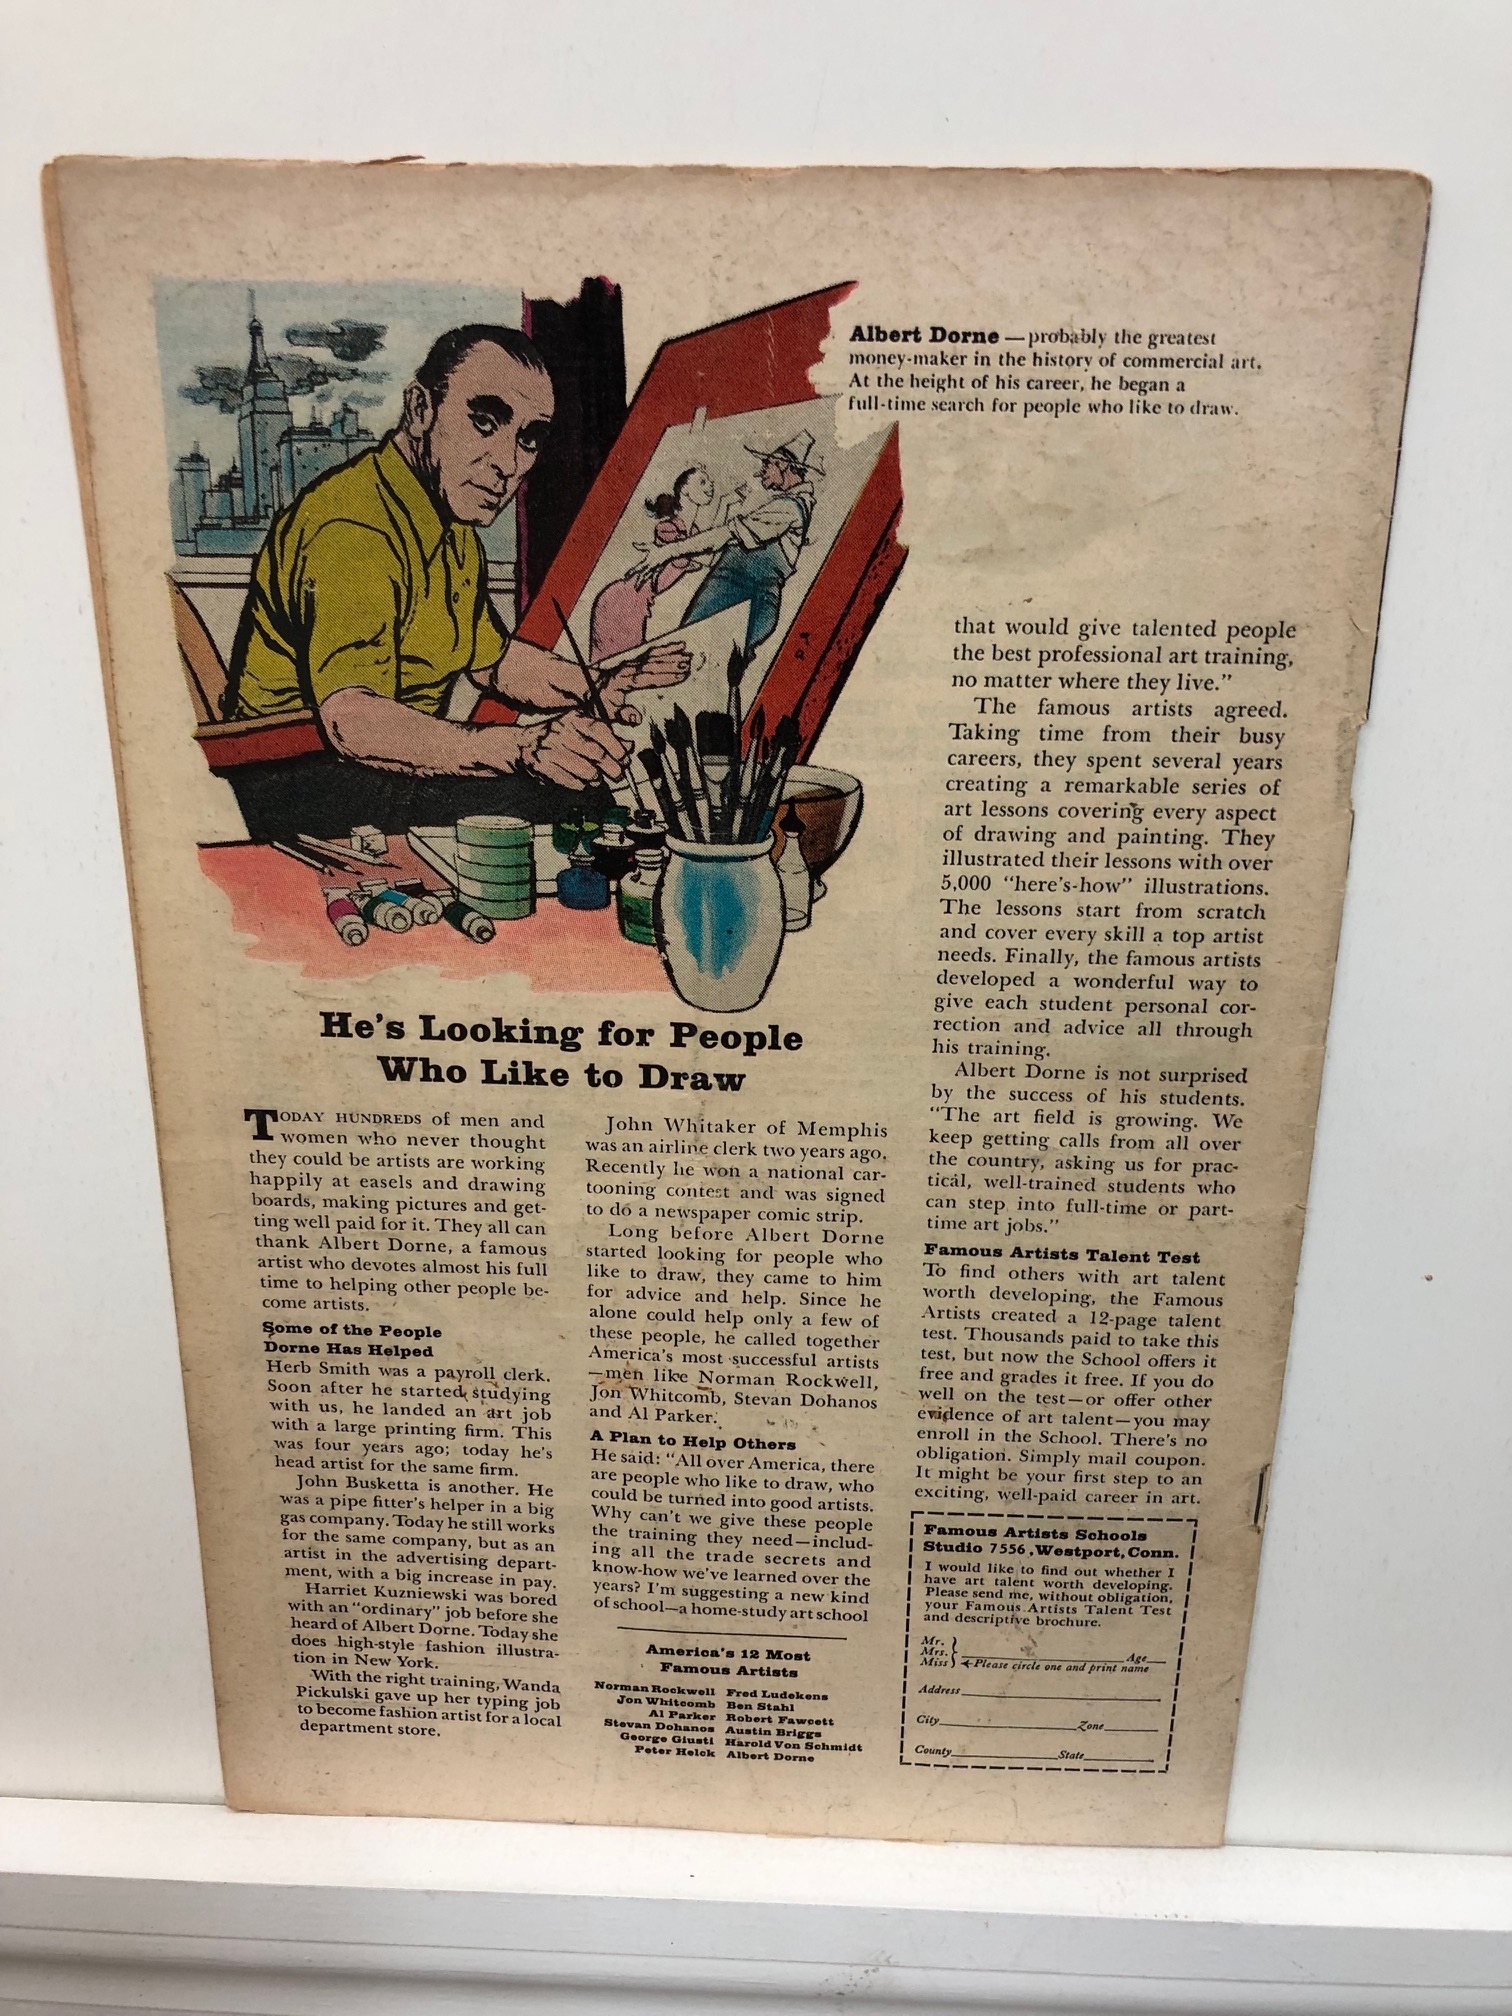 Albert Dorne — probably the greatest
money-maker in the history of commercial art.
At the height of his career, he began a
full-time search for people who like to draw.
He's Looking for People
Who Like to Draw
TODAY HUNDREDS of men and
women who never thought
they could be artists are working
happily at easels and drawing
boards, making pictures and get-
ting well paid for it. They all can
thank Albert Dorne, a famous
artist who devotes almost his full
time to helping other people be-
come artists.
Some of the People
Dorne Has Helped
Herb Smith was a payroll clerk.
Soon after he started studying
with us, he landed an art job
with a large printing firm. This
was four years ago; today he's
head artist for the same firm.
John Busketta is another. He
was a pipe fitter's helper in a big
gas company. Today he still works
for the same company, but as an
artist in the advertising depart-
ment, with a big increase in pay.
Harriet Kuzniewski was bored
with an "ordinary" job before she
heard of Albert Dorne. Today she
does high-style fashion illustra-
tion in New York.
With the right training, Wanda
Pickulski gave up her typing job
to become fashion artist for a local
department store.
John Whitaker of Memphis
was an airline clerk two years ago.
Recently he won a national car-
tooning contest and was signed
to do a newspaper comic strip.
Long before Albert Dorne
started looking for people who
like to draw, they came to him
for advice and help. Since he
alone could help only a few of
these people, he called together
America's most successful artists
—men like Norman Rockwell,
Jon Whitcomb, Stevan Dohanos
and Al Parker.
A Plan to Help Others
He said: "All over America, there
are people who like to draw, who
could be turned into good artists.
Why can't we give these people
the training they need—includ-
ing all the trade secrets and
know-how we've learned over the
years? I'm suggesting a new kind
of school—a home-study art school
America's 12 Most
Famous Artists
Norman Rockwell Fred Ludekens
Jon Whitcomb Ben Stahl
Al Parker Robert Fawcett
Stevan Dohanos Austin Briggs
George Giusti Harold Von Schmidt
Peter Helck Albert Dorne
that would give talented people
the best professional art training,
no matter where they live."
The famous artists agreed.
Taking time from their busy
careers, they spent several years
creating a remarkable series of
art lessons covering every aspect
of drawing and painting. They
illustrated their lessons with over
5,000 "here's-how" illustrations.
The lessons start from scratch
and cover every skill a top artist
needs. Finally, the famous artists
developed a wonderful way to
give each student personal cor-
rection and advice all through
his training.
Albert Dorne is not surprised
by the success of his students.
"The art field is growing. We
keep getting calls from all over
the country, asking us for prac-
tical, well-trained students who
can step into full-time or part-
time art jobs."
Famous Artists Talent Test
To find others with art talent
worth developing, the Famous
Artists created a 12-page talent
test. Thousands paid to take this
test, but now the School offers it
free and grades it free. If you do
well on the test—or offer other
evidence of art talent—you may
enroll in the School. There's no
obligation. Simply mail coupon.
It might be your first step to an
exciting, well-paid career in art.
Famous Artists Schools
Studio 7556, Westport, Conn.
I would like to find out whether I
have art talent worth developing.
Please send me, without obligation,
your Famous Artists Talent Test
and descriptive brochure.
Mr.
Mrs. Age
Miss Please circle one and print name
Address
City Zone
County State